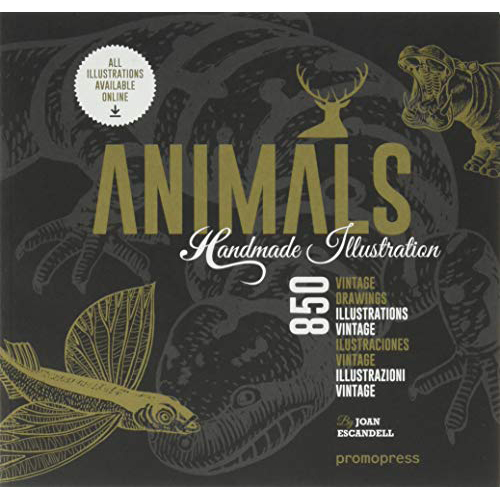 ALL
ILLUSTRATIONS
AVAILABLE
ONLINE
ANIMALS
Handmade Illustration
850
VINTAGE
DRAWINGS
ILLUSTRATIONS
VINTAGE
ILUSTRACIONES
VINTAGE
ILLUSTRAZIONI
VINTAGE
By JOAN
ESCANDELL
promopress